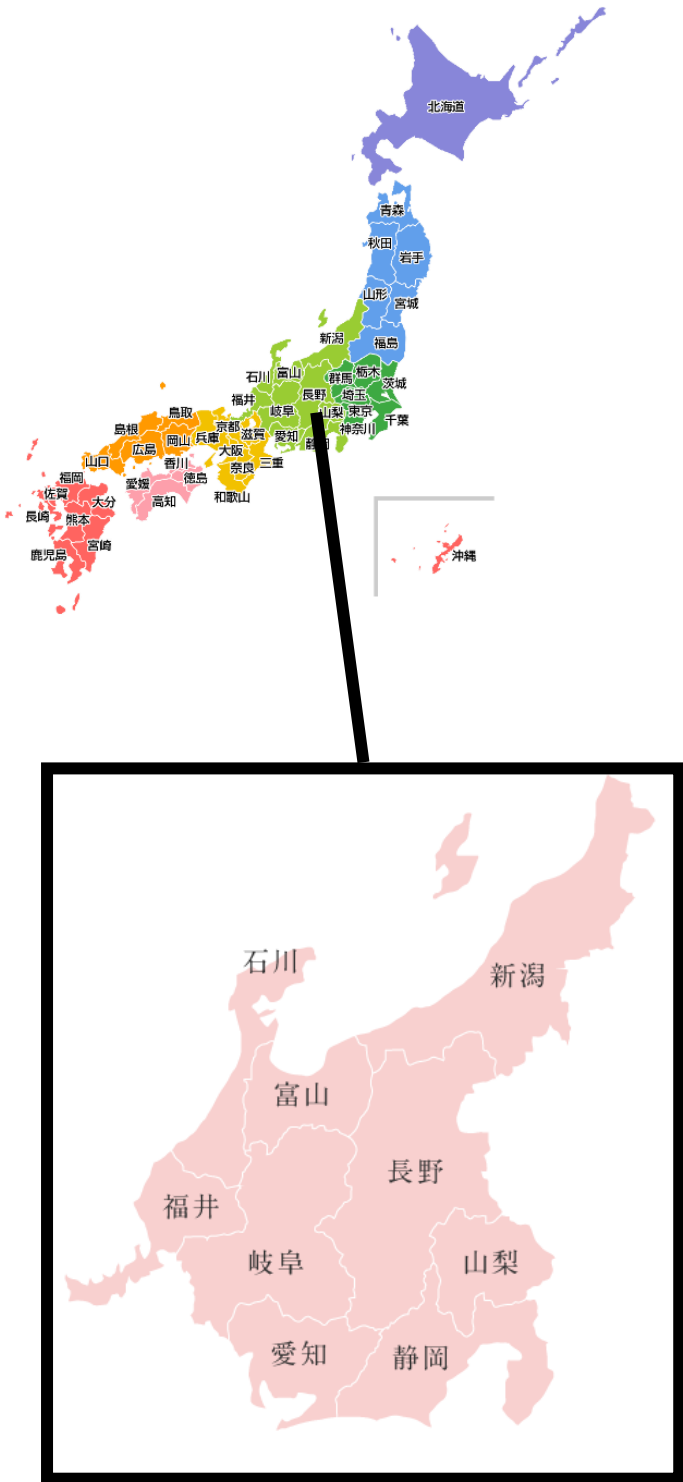 北海道
青森
秋田
岩手
山形
宮城
新潟
福島
石川
富山
群馬
栃木
茨城
長野
埼玉
福井
岐阜
山梨
東京
千葉
鳥取
京都
滋賀
愛知
静岡
神奈川
島根
岡山
兵庫
大阪
広島
山口
香川
奈良
三重
福岡
愛媛
徳島
和歌山
佐賀
大分
高知
長崎
熊本
鹿児島
宮崎
沖縄
石川
新潟
富山
長野
福井
岐阜
山梨
愛知
静岡